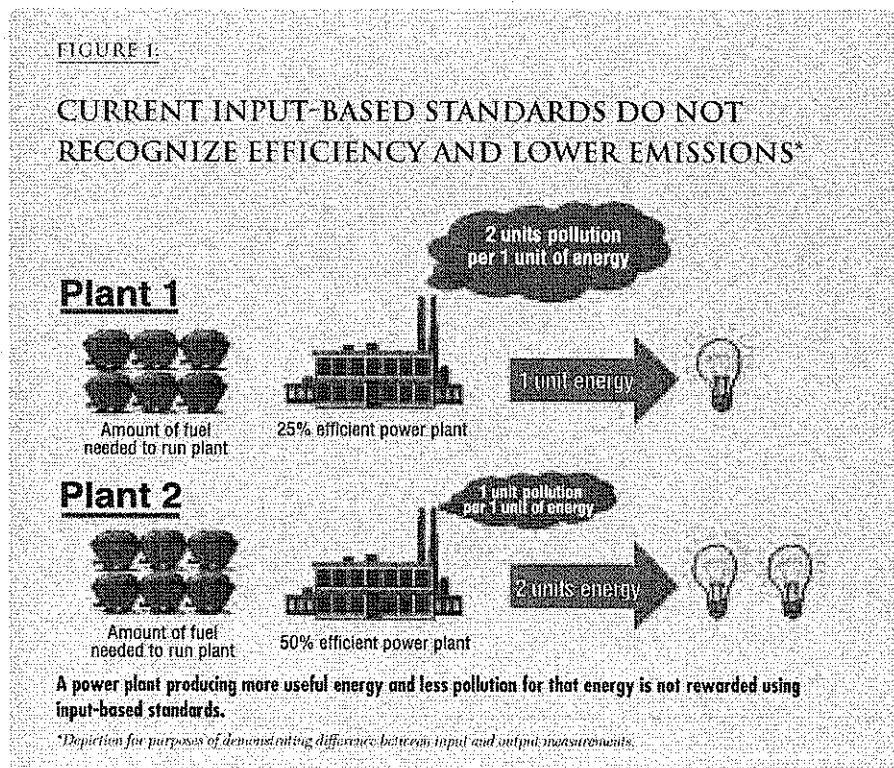 FIGURE 1:
CURRENT INPUT-BASED STANDARDS DO NOT
RECOGNIZE EFFICIENCY AND LOWER EMISSIONS*
2 units pollution
per 1 unit of energy
Plant 1
1 unit energy
Amount of fuel
needed to run plant
25% efficient power plant
1 unit pollution
per 1 unit of energy
Plant 2
2 units energy
Amount of fuel
needed to run plant
50% efficient power plant
A power plant producing more useful energy and less pollution for that energy is not rewarded using
input-based standards.
*Depiction for purposes of demonstrating difference between input and output measurements.